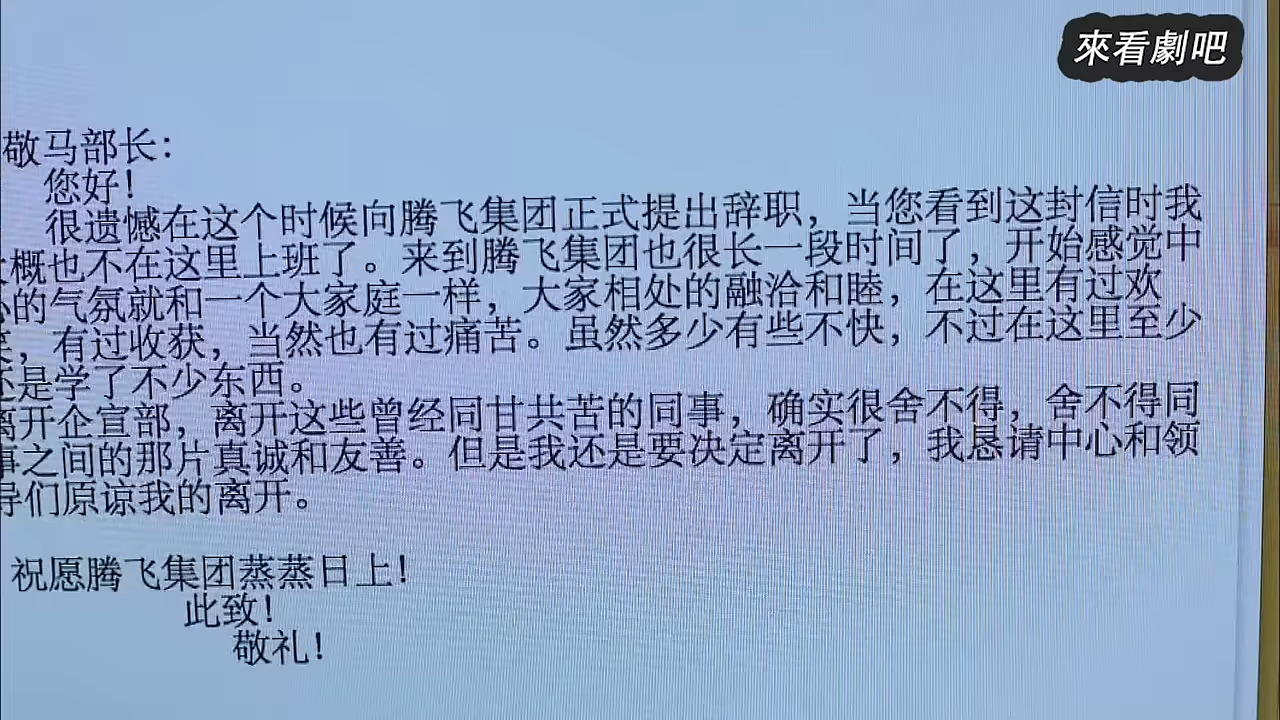 來看劇吧
敬马部长：
您好！
很遗憾在这个时候向腾飞集团正式提出辞职，当您看到这封信时我
概也不在这里上班了。来到腾飞集团也很长一段时间了，开始感觉中
心的气氛就和一个大家庭一样，大家相处的融洽和睦，在这里有过欢
笑，有过收获，当然也有过痛苦。虽然多少有些不快，不过在这里至少
还是学了不少东西。
离开企宣部，离开这些曾经同甘共苦的同事，确实很舍不得，舍不得同
事之间的那片真诚和友善。但是我还是要决定离开了，我恳请中心和领
导们原谅我的离开。
祝愿腾飞集团蒸蒸日上！
此致！
敬礼！